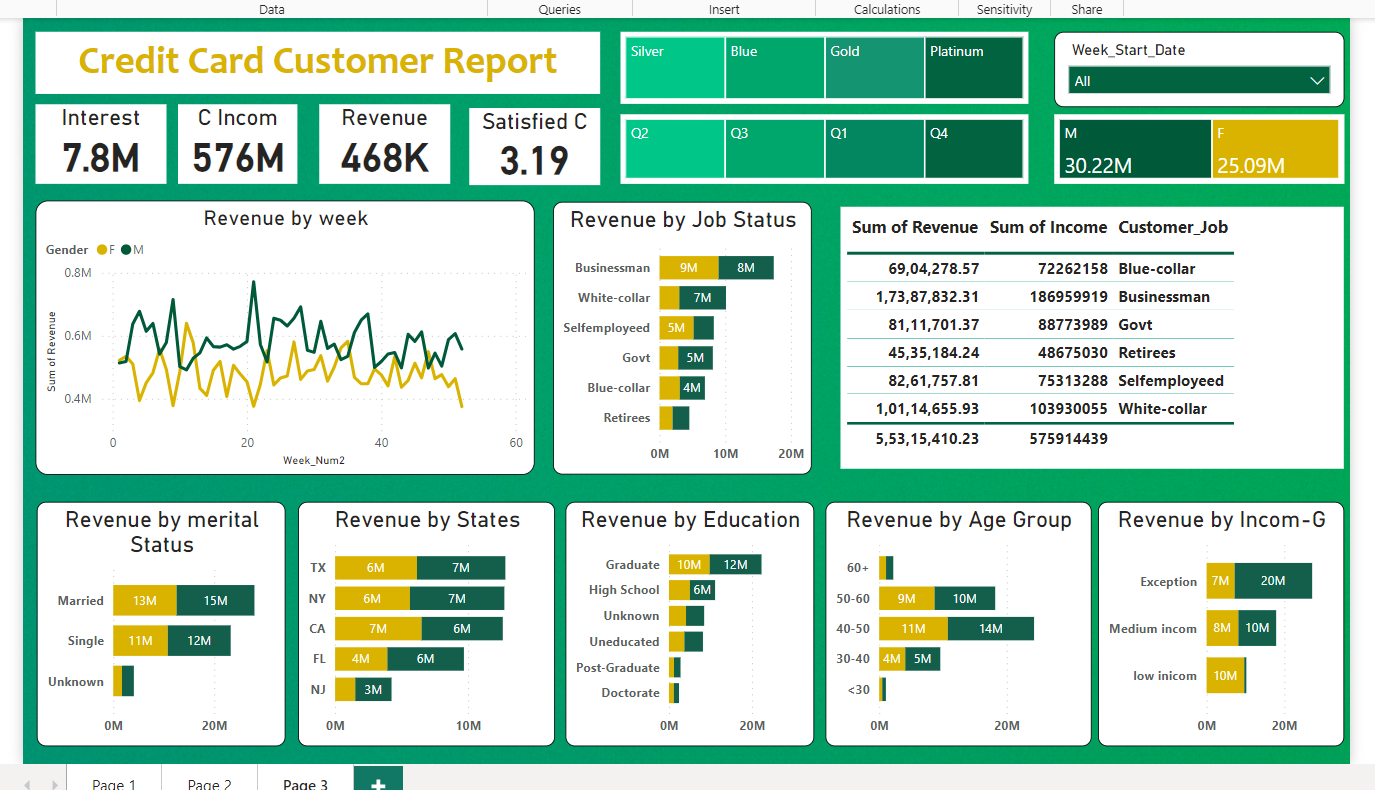 Data Queries Insert Calculations Sensitivity Share
Credit Card Customer Report
Silver Blue Gold Platinum
Week_Start_Date
All
Interest
7.8M
C Incom
576M
Revenue
468K
Satisfied C
3.19
Q2 Q3 Q1 Q4
M
30.22M
F
25.09M
Revenue by week
Gender F M
Sum of Revenue
0.8M
0.6M
0.4M
0 20 40 60
Week_Num2
Revenue by Job Status
Businessman 9M 8M
White-collar 7M
Selfemployeed 5M
Govt 5M
Blue-collar 4M
Retirees
0M 10M 20M
Sum of Revenue Sum of Income Customer_Job
69,04,278.57 72262158 Blue-collar
1,73,87,832.31 186959919 Businessman
81,11,701.37 88773989 Govt
45,35,184.24 48675030 Retirees
82,61,757.81 75313288 Selfemployeed
1,01,14,655.93 103930055 White-collar
5,53,15,410.23 575914439
Revenue by merital
Status
Married 13M 15M
Single 11M 12M
Unknown
0M 20M
Revenue by States
TX 6M 7M
NY 6M 7M
CA 7M 6M
FL 4M 6M
NJ 3M
0M 10M
Revenue by Education
Graduate 10M 12M
High School 6M
Unknown
Uneducated
Post-Graduate
Doctorate
0M 20M
Revenue by Age Group
60+
50-60 9M 10M
40-50 11M 14M
30-40 4M 5M
<30
0M 20M
Revenue by Incom-G
Exception 7M 20M
Medium incom 8M 10M
low inicom 10M
0M 20M
Page 1 Page 2 Page 3 +